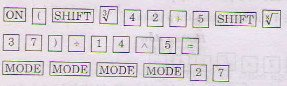 ON ( SHIFT ∛ 4 2 + 5 SHIFT ∛
3 7 ) ÷ 1 4 ^ 5 =
MODE MODE MODE MODE 2 7